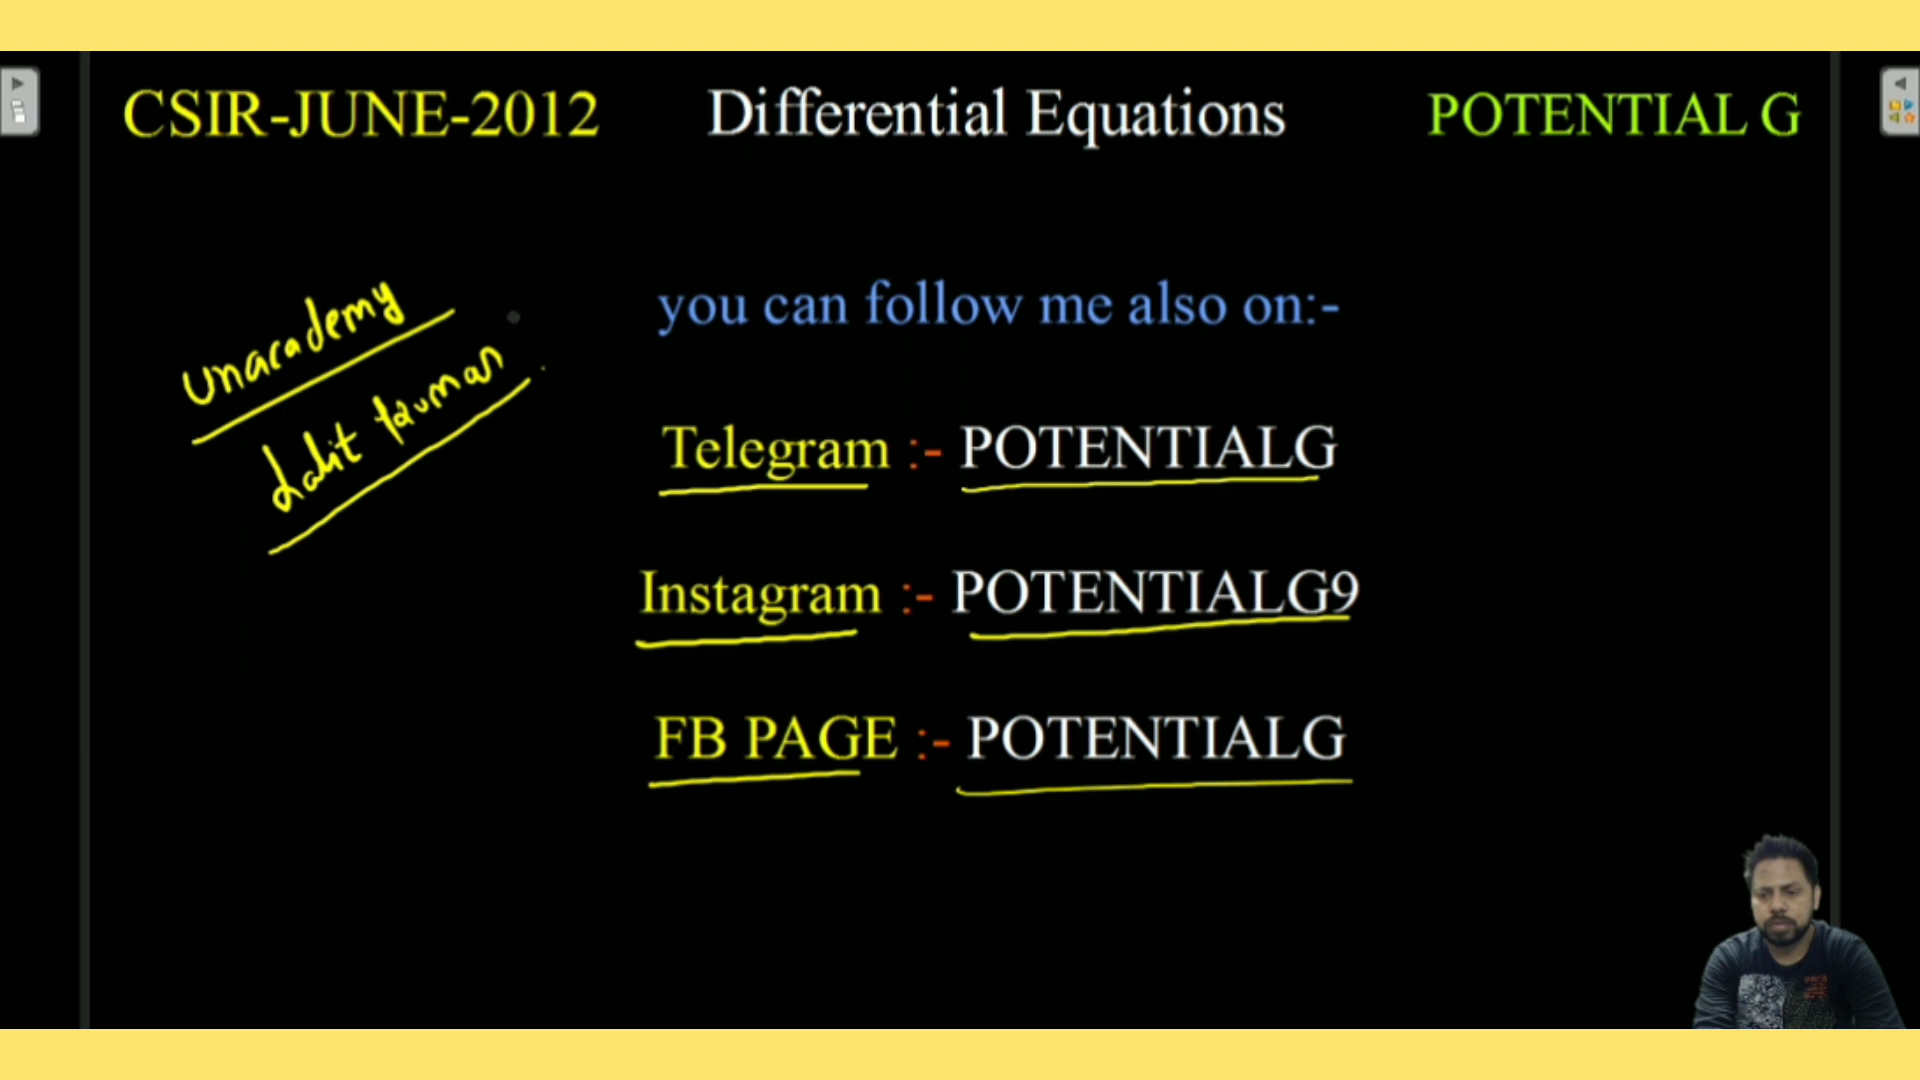 CSIR-JUNE-2012 Differential Equations POTENTIAL G
you can follow me also on:-
Unacademy
Lalit kumar
Telegram :- POTENTIALG
Instagram :- POTENTIALG9
FB PAGE :- POTENTIALG